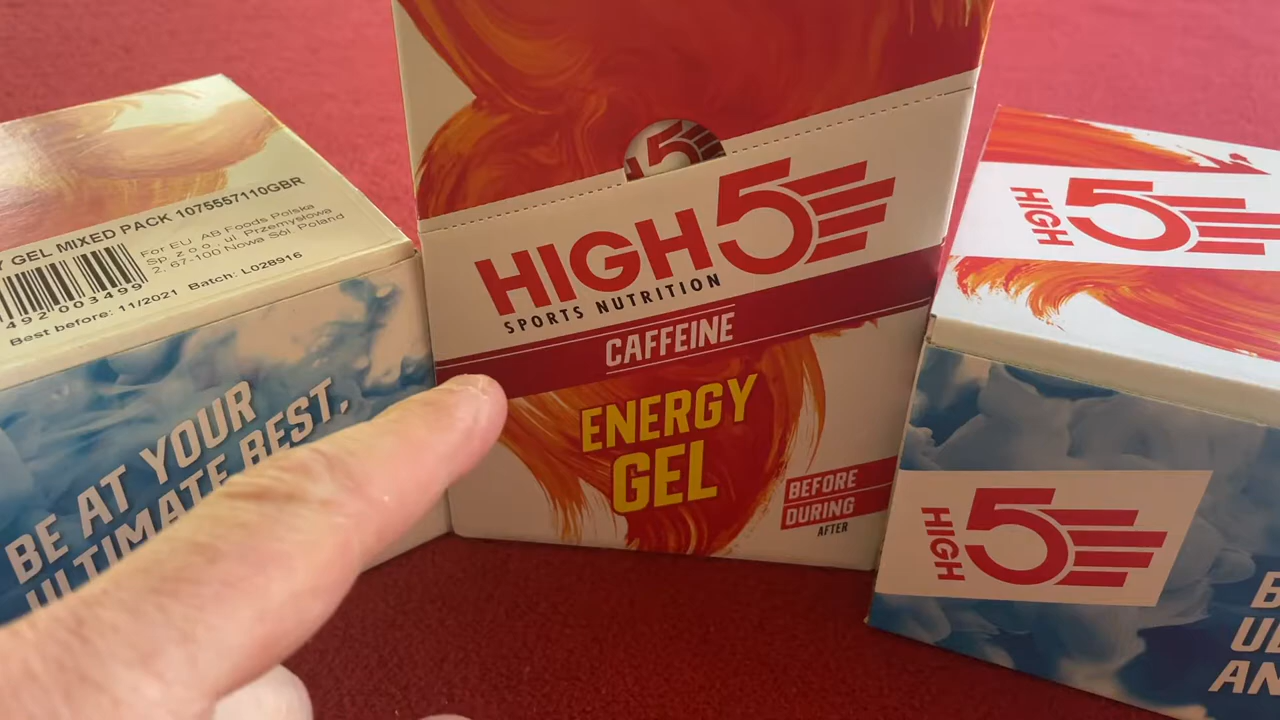 Y GEL MIXED PACK 1075557110GBR
For EU AB Foods Polska
Sp. z o.o., ul. Przemysłowa
2, 67-100 Nowa Sól, Poland
492 003499
Best before: 11/2021 Batch: L028916
BE AT YOUR
ULTIMATE BEST.
5
HIGH5
SPORTS NUTRITION
CAFFEINE
ENERGY
GEL
BEFORE
DURING
AFTER
HIGH5
HIGH5